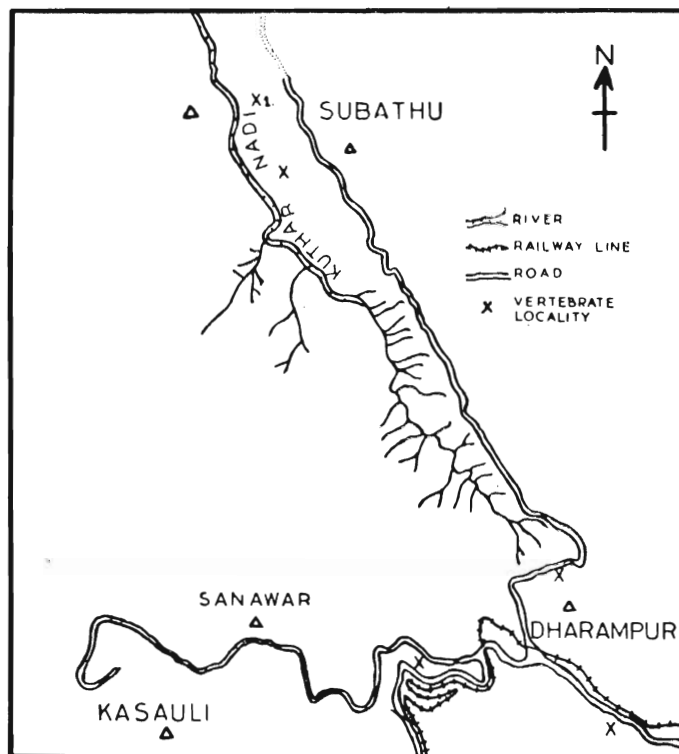 N
X1.
SUBATHU
KUTHAR NADI
X
RIVER
RAILWAY LINE
ROAD
X VERTEBRATE
LOCALITY
X
SANAWAR
DHARAMPUR
X
KASAULI
X